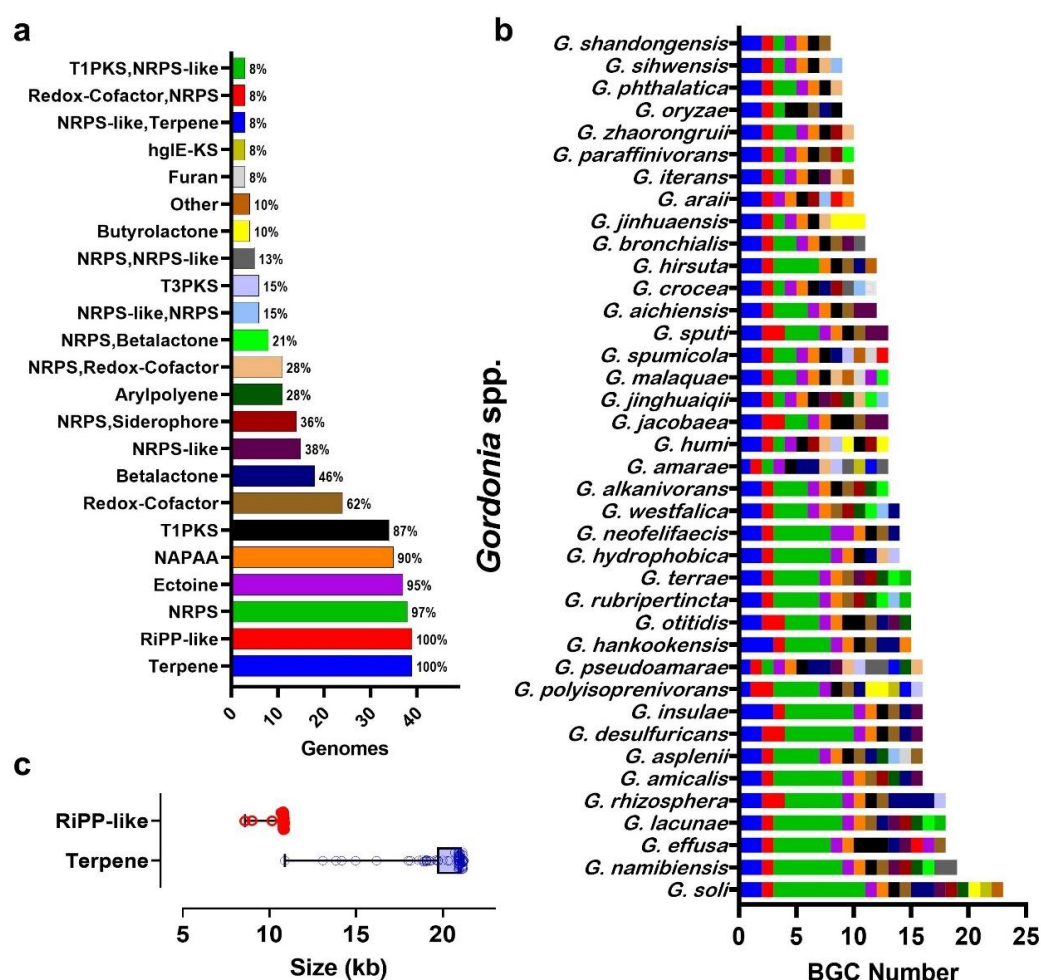 a
T1PKS,NRPS-like 8%
Redox-Cofactor,NRPS 8%
NRPS-like,Terpene 8%
hglE-KS 8%
Furan 8%
Other 10%
Butyrolactone 10%
NRPS,NRPS-like 13%
T3PKS 15%
NRPS-like,NRPS 15%
NRPS,Betalactone 21%
NRPS,Redox-Cofactor 28%
Arylpolyene 28%
NRPS,Siderophore 36%
NRPS-like 38%
Betalactone 46%
Redox-Cofactor 62%
T1PKS 87%
NAPAA 90%
Ectoine 95%
NRPS 97%
RiPP-like 100%
Terpene 100%
0 10 20 30 40
Genomes
b
Gordonia spp.
G. shandongensis
G. sihwensis
G. phthalatica
G. oryzae
G. zhaorongruii
G. paraffinivorans
G. iterans
G. araii
G. jinhuaensis
G. bronchialis
G. hirsuta
G. crocea
G. aichiensis
G. sputi
G. spumicola
G. malaquae
G. jinghuaiqii
G. jacobaea
G. humi
G. amarae
G. alkanivorans
G. westfalica
G. neofelifaecis
G. hydrophobica
G. terrae
G. rubripertincta
G. otitidis
G. hankookensis
G. pseudoamarae
G. polyisoprenivorans
G. insulae
G. desulfuricans
G. asplenii
G. amicalis
G. rhizosphera
G. lacunae
G. effusa
G. namibiensis
G. soli
0 5 10 15 20 25
BGC Number
c
RiPP-like
Terpene
5 10 15 20
Size (kb)